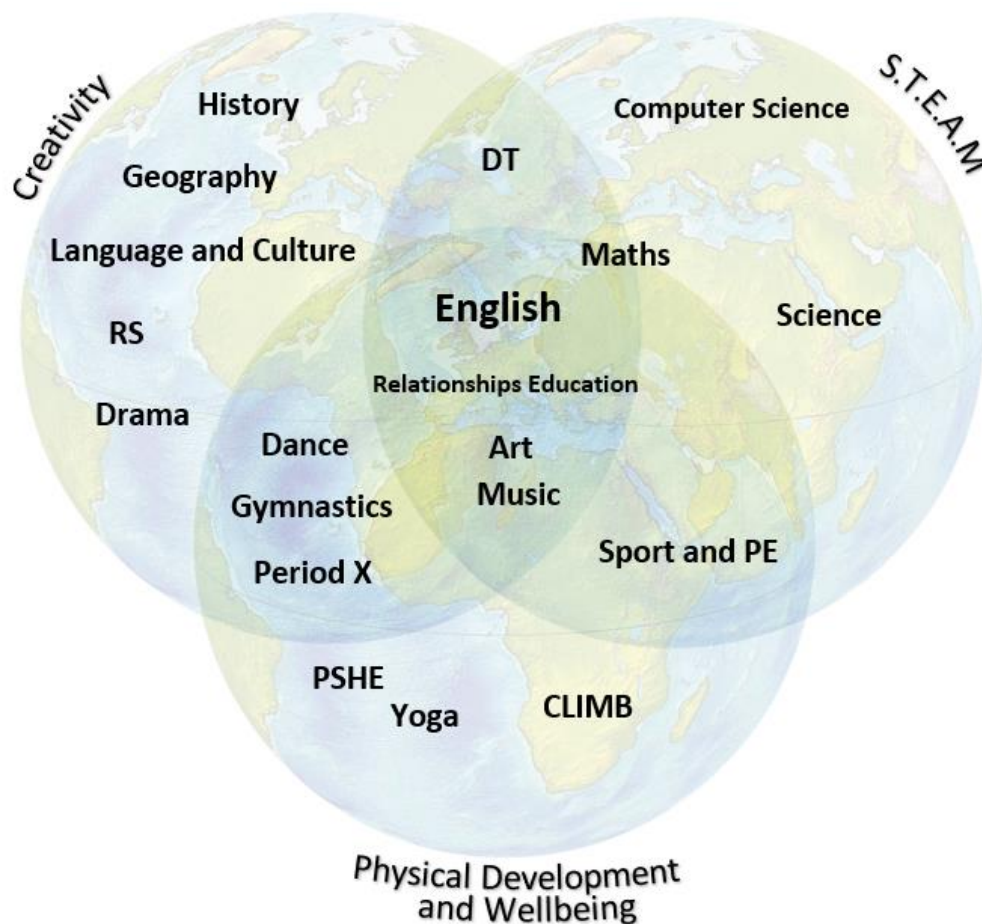 Creativity
S.T.E.A.M
History
Computer Science
DT
Geography
Language and Culture
Maths
English
Science
RS
Relationships Education
Drama
Dance
Art
Gymnastics
Music
Sport and PE
Period X
PSHE
Yoga
CLIMB
Physical Development
and Wellbeing